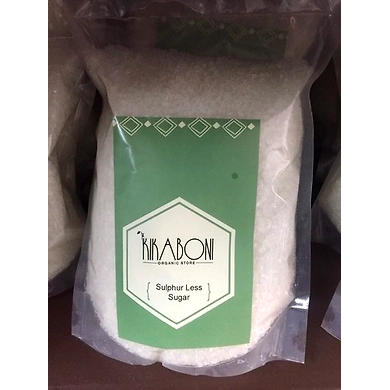 KIKABONI
ORGANIC STORE
{ Sulphur Less
Sugar }